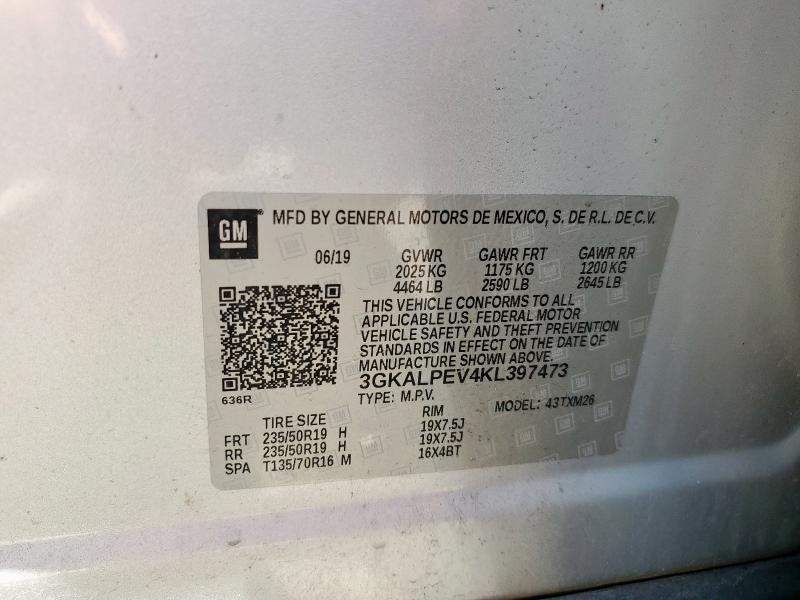 GM
MFD BY GENERAL MOTORS DE MEXICO, S. DE R.L. DE C.V.
06/19 GVWR GAWR FRT GAWR RR
2025 KG 1175 KG 1200 KG
4464 LB 2590 LB 2645 LB
THIS VEHICLE CONFORMS TO ALL
APPLICABLE U.S. FEDERAL MOTOR
VEHICLE SAFETY AND THEFT PREVENTION
STANDARDS IN EFFECT ON THE DATE OF
MANUFACTURE SHOWN ABOVE.
3GKALPEV4KL397473
636R
TYPE: M.P.V. MODEL: 43TXM26
TIRE SIZE RIM
FRT 235/50R19 H 19X7.5J
RR 235/50R19 H 19X7.5J
SPA T135/70R16 M 16X4BT